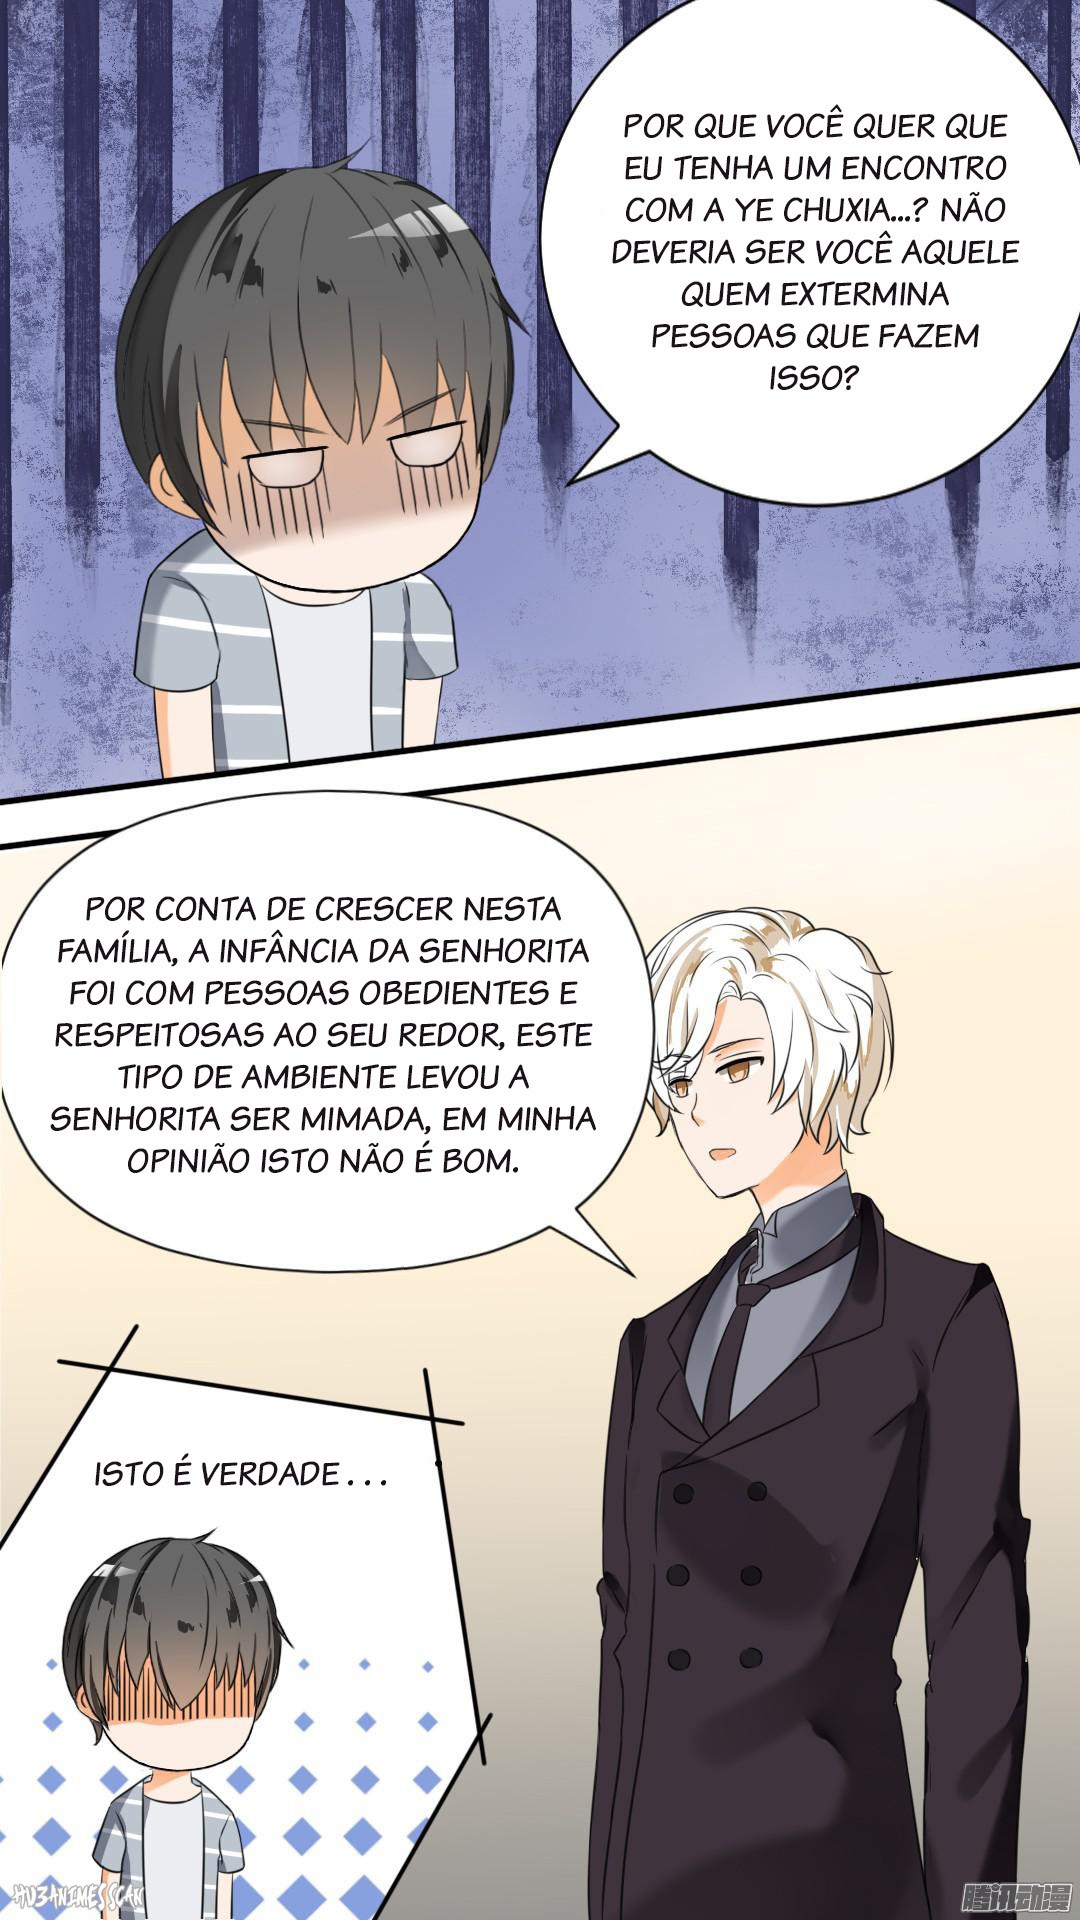 POR QUE VOCÊ QUER QUE
EU TENHA UM ENCONTRO
COM A YE CHUXIA...? NÃO
DEVERIA SER VOCÊ AQUELE
QUEM EXTERMINA
PESSOAS QUE FAZEM
ISSO?
POR CONTA DE CRESCER NESTA
FAMÍLIA, A INFÂNCIA DA SENHORITA
FOI COM PESSOAS OBEDIENTES E
RESPEITOSAS AO SEU REDOR, ESTE
TIPO DE AMBIENTE LEVOU A
SENHORITA SER MIMADA, EM MINHA
OPINIÃO ISTO NÃO É BOM.
ISTO É VERDADE . . .
HU3ANIMES SCAN
腾讯动漫